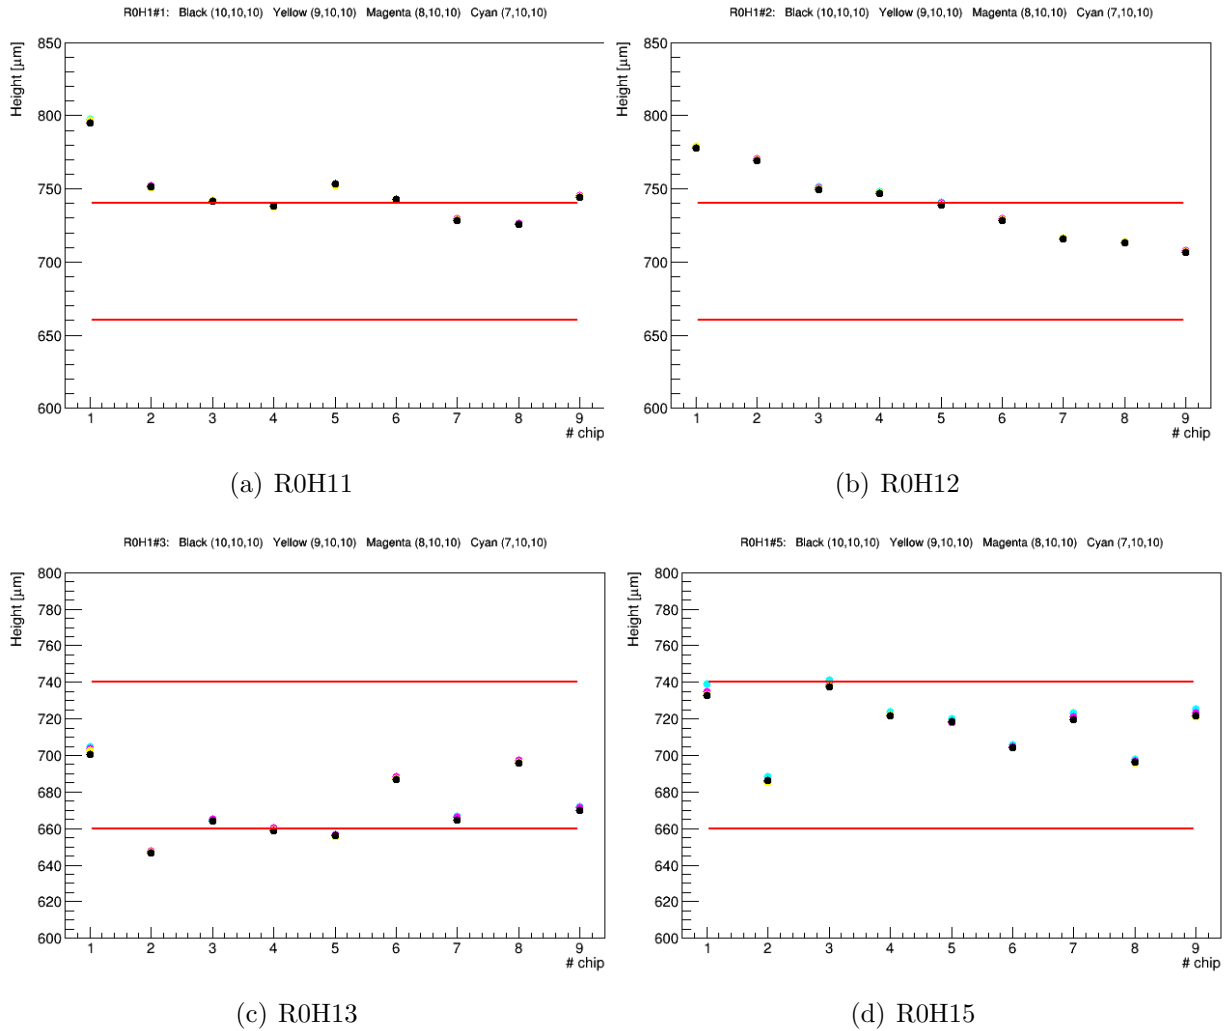 R0H1#1: Black (10,10,10) Yellow (9,10,10) Magenta (8,10,10) Cyan (7,10,10)
Height [μm]
850
800
750
700
650
600
1 2 3 4 5 6 7 8 9
# chip
(a) R0H11
R0H1#2: Black (10,10,10) Yellow (9,10,10) Magenta (8,10,10) Cyan (7,10,10)
Height [μm]
850
800
750
700
650
600
1 2 3 4 5 6 7 8 9
# chip
(b) R0H12
R0H1#3: Black (10,10,10) Yellow (9,10,10) Magenta (8,10,10) Cyan (7,10,10)
Height [μm]
800
780
760
740
720
700
680
660
640
620
600
1 2 3 4 5 6 7 8 9
# chip
(c) R0H13
R0H1#5: Black (10,10,10) Yellow (9,10,10) Magenta (8,10,10) Cyan (7,10,10)
Height [μm]
800
780
760
740
720
700
680
660
640
620
600
1 2 3 4 5 6 7 8 9
# chip
(d) R0H15